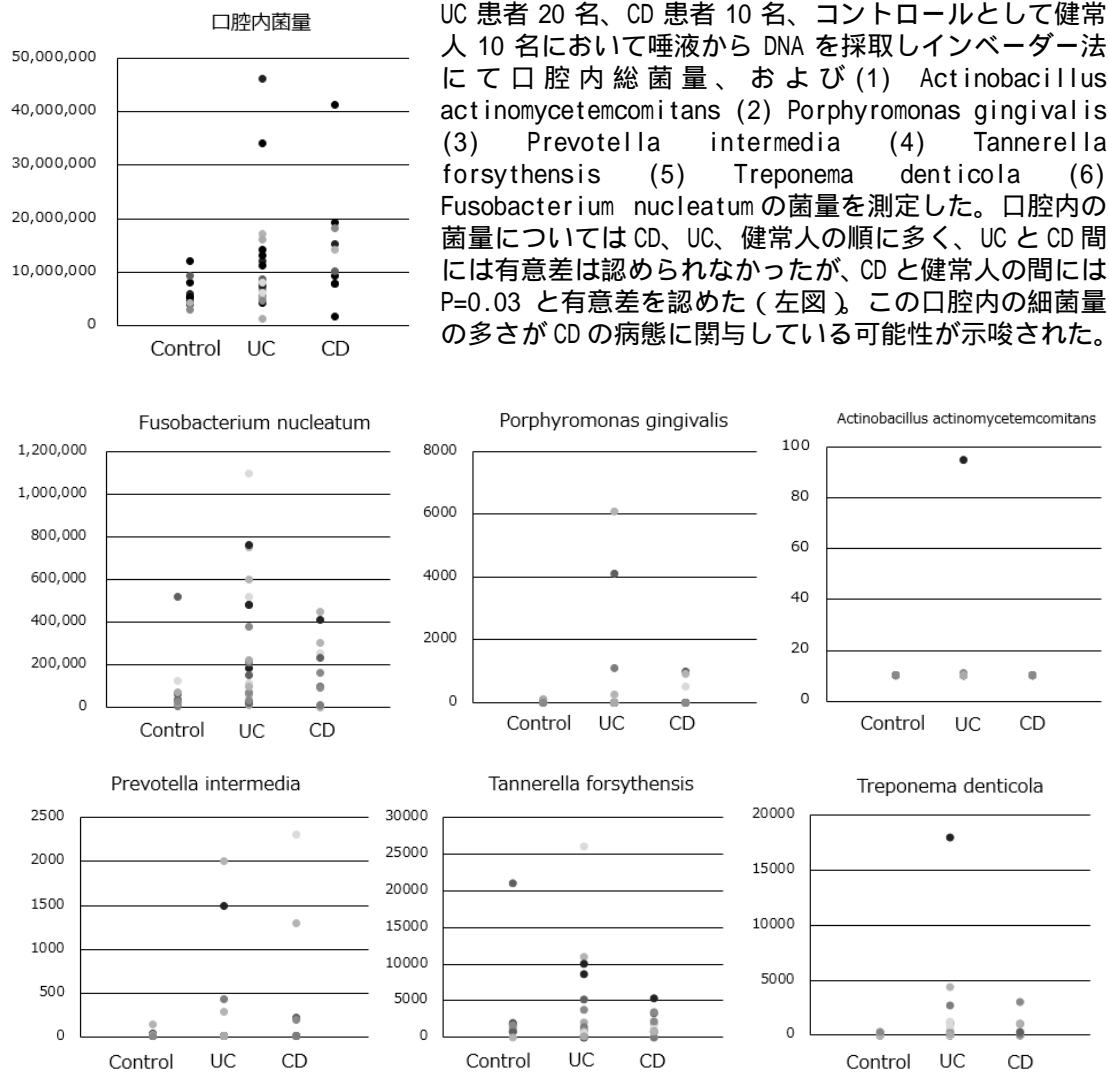 口腔内菌量
50,000,000
40,000,000
30,000,000
20,000,000
10,000,000
0
Control UC CD
UC 患者 20 名、CD 患者 10 名、コントロールとして健常
人 10 名において唾液から DNA を採取しインベーダー法
にて口腔内総菌量、および(1) Actinobacillus
actinomycetemcomitans (2) Porphyromonas gingivalis
(3) Prevotella intermedia (4) Tannerella
forsythensis (5) Treponema denticola (6)
Fusobacterium nucleatum の菌量を測定した。口腔内の
菌量については CD、UC、健常人の順に多く、UC と CD 間
には有意差は認められなかったが、CD と健常人の間には
P=0.03 と有意差を認めた(左図)。この口腔内の細菌量
の多さが CD の病態に関与している可能性が示唆された。
Fusobacterium nucleatum
1,200,000
1,000,000
800,000
600,000
400,000
200,000
0
Control UC CD
Porphyromonas gingivalis
8000
6000
4000
2000
0
Control UC CD
Actinobacillus actinomycetemcomitans
100
80
60
40
20
0
Control UC CD
Prevotella intermedia
2500
2000
1500
1000
500
0
Control UC CD
Tannerella forsythensis
30000
25000
20000
15000
10000
5000
0
Control UC CD
Treponema denticola
20000
15000
10000
5000
0
Control UC CD